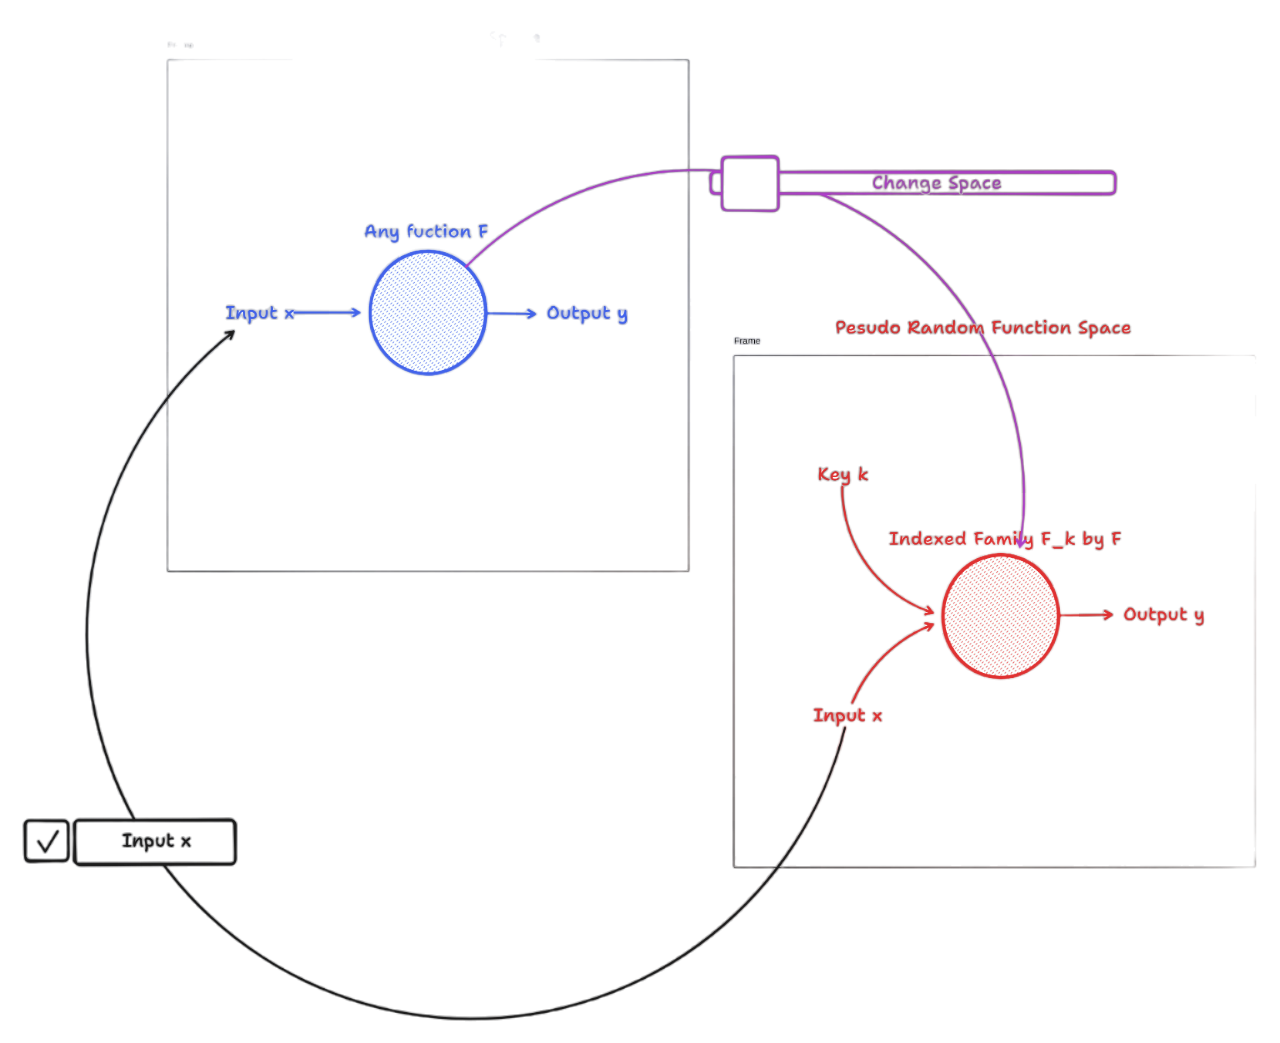 Change Space
Any fuction F
Input x
Output y
Pesudo Random Function Space
Frame
Key k
Indexed Family F_k by F
Output y
Input x
Input x